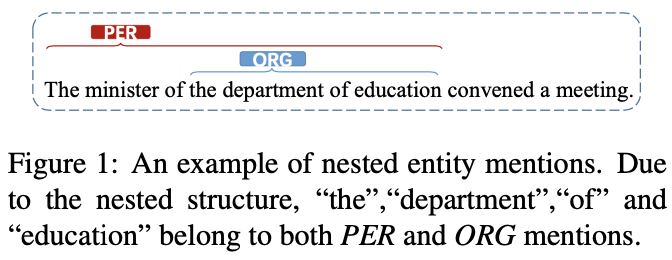 PER
ORG
The minister of the department of education convened a meeting.
Figure 1: An example of nested entity mentions. Due
to the nested structure, “the”,“department”,“of” and
“education” belong to both PER and ORG mentions.